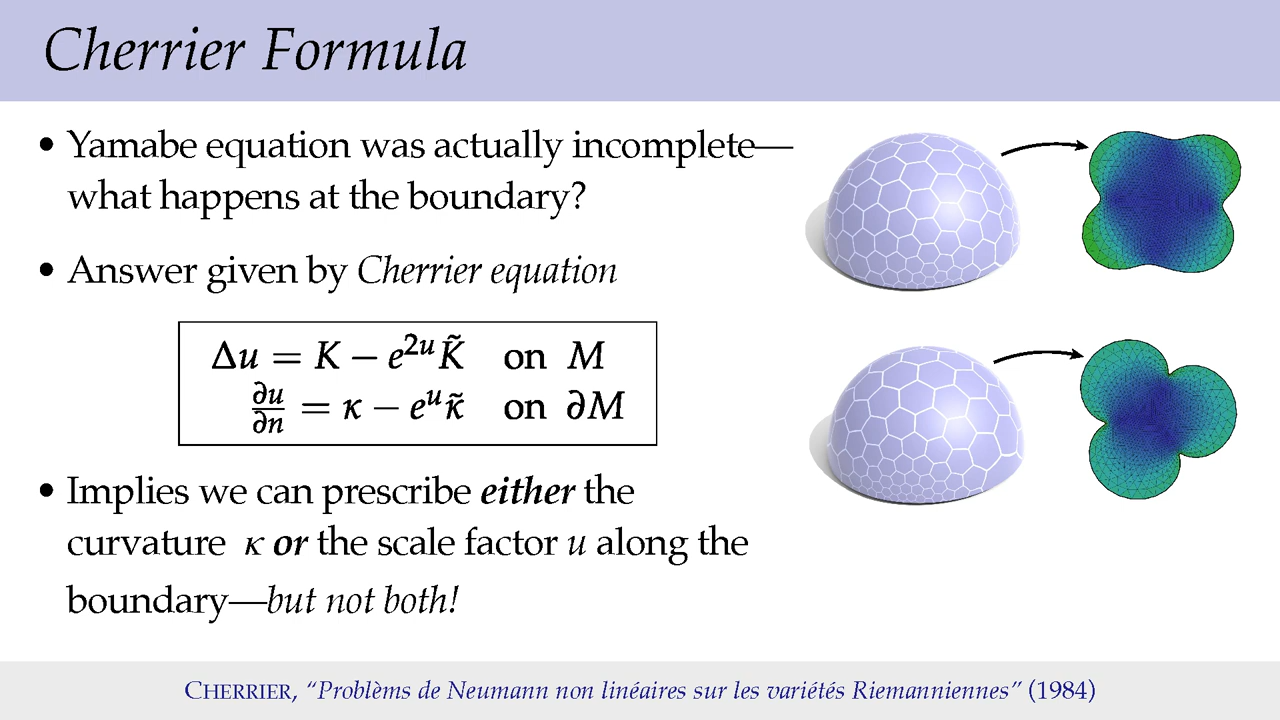 Cherrier Formula
• Yamabe equation was actually incomplete—
what happens at the boundary?
• Answer given by Cherrier equation
Δu = K − e^{2u}K̃ on M
∂u/∂n = κ − e^u κ̃ on ∂M
• Implies we can prescribe either the
curvature κ or the scale factor u along the
boundary—but not both!
CHERRIER, “Problèms de Neumann non linéaires sur les variétés Riemanniennes” (1984)